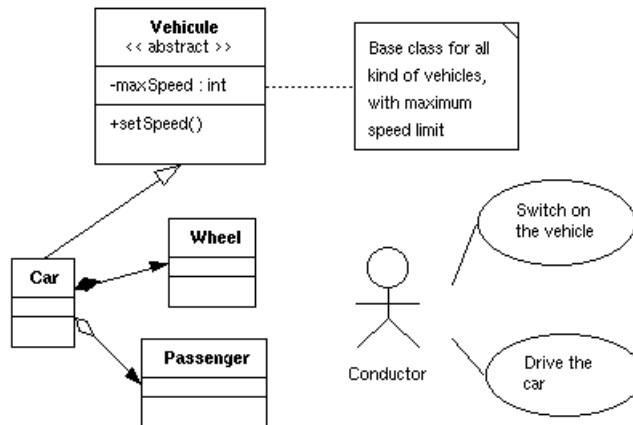 Vehicule
<< abstract >>
-maxSpeed : int
+setSpeed()
Base class for all
kind of vehicles,
with maximum
speed limit
Car
Wheel
Passenger
Conductor
Switch on
the vehicle
Drive the
car